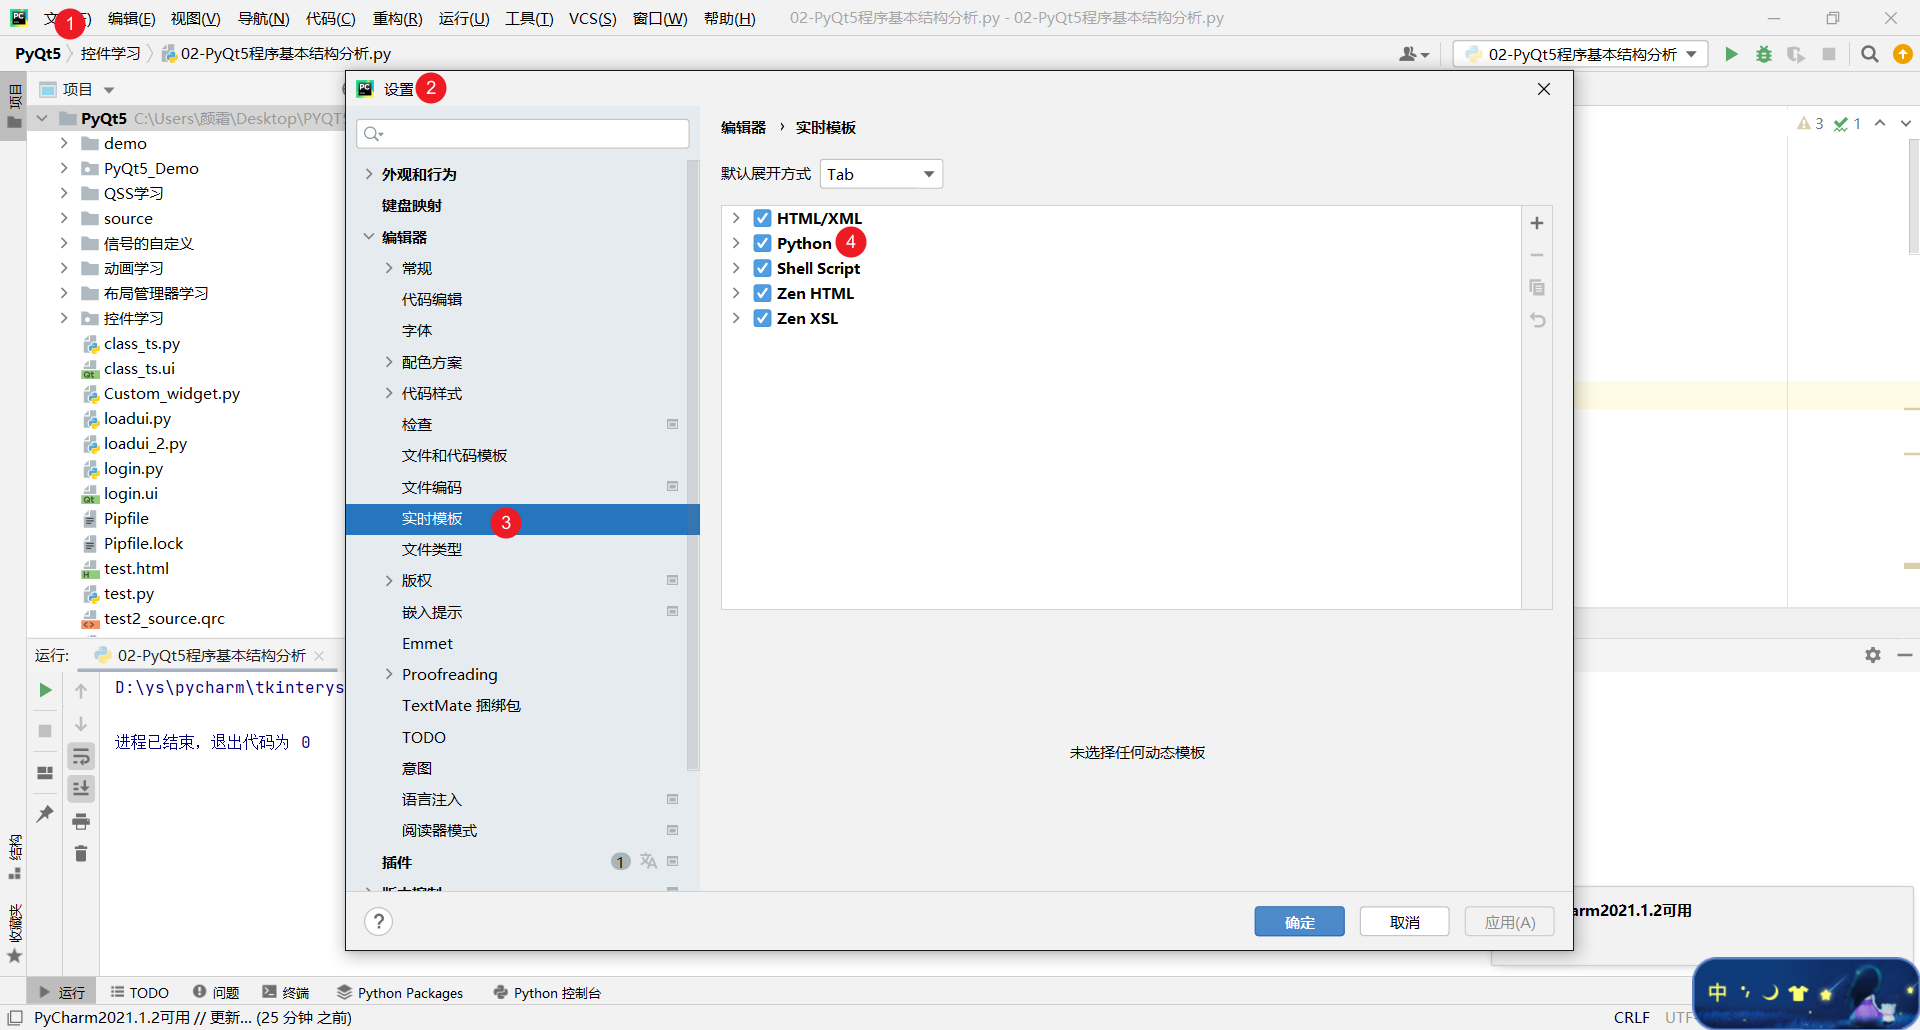 文 1 F) 编辑(E) 视图(V) 导航(N) 代码(C) 重构(R) 运行(U) 工具(T) VCS(S) 窗口(W) 帮助(H) 02-PyQt5程序基本结构分析.py - 02-PyQt5程序基本结构分析.py
PyQt5 控件学习 02-PyQt5程序基本结构分析.py
02-PyQt5程序基本结构分析
项目
项目
PyQt5 C:\Users\颜霜\Desktop\PYQT5
demo
PyQt5_Demo
QSS学习
source
信号的自定义
动画学习
布局管理器学习
控件学习
class_ts.py
class_ts.ui
Custom_widget.py
loadui.py
loadui_2.py
login.py
login.ui
Pipfile
Pipfile.lock
test.html
test.py
test2_source.qrc
设置 2
外观和行为
键盘映射
编辑器
常规
代码编辑
字体
配色方案
代码样式
检查
文件和代码模板
文件编码
实时模板 3
文件类型
版权
嵌入提示
Emmet
Proofreading
TextMate 捆绑包
TODO
意图
语言注入
阅读器模式
插件 1
版本控制
编辑器 › 实时模板
默认展开方式 Tab
HTML/XML
Python 4
Shell Script
Zen HTML
Zen XSL
未选择任何动态模板
? 确定 取消 应用(A)
3 1
运行: 02-PyQt5程序基本结构分析
D:\ys\pycharm\tkinterys
进程已结束，退出代码为 0
结构
收藏夹
arm2021.1.2可用
运行 TODO 问题 终端 Python Packages Python 控制台
PyCharm2021.1.2可用 // 更新... (25 分钟 之前)
CRLF UTF-
中